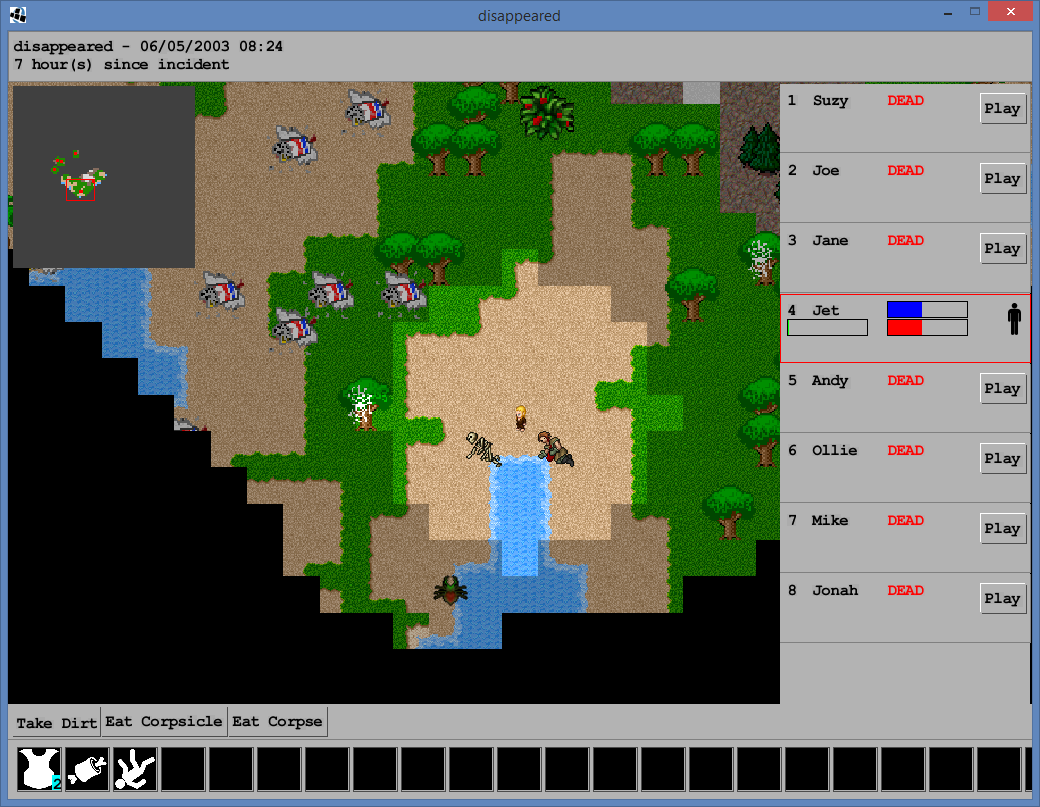 disappeared
disappeared - 06/05/2003 08:24
7 hour(s) since incident
1 Suzy DEAD Play
2 Joe DEAD Play
3 Jane DEAD Play
4 Jet
5 Andy DEAD Play
6 Ollie DEAD Play
7 Mike DEAD Play
8 Jonah DEAD Play
Take Dirt Eat Corpsicle Eat Corpse
2